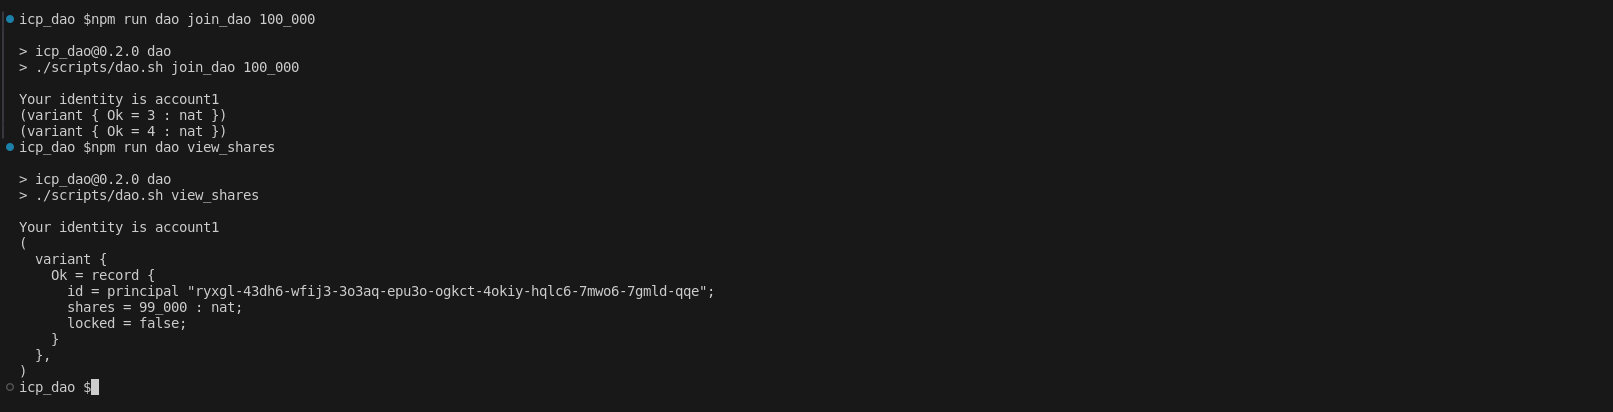 icp_dao $npm run dao join_dao 100_000
> icp_dao@0.2.0 dao
> ./scripts/dao.sh join_dao 100_000
Your identity is account1
(variant { Ok = 3 : nat })
(variant { Ok = 4 : nat })
icp_dao $npm run dao view_shares
> icp_dao@0.2.0 dao
> ./scripts/dao.sh view_shares
Your identity is account1
(
  variant {
    Ok = record {
      id = principal "ryxgl-43dh6-wfij3-3o3aq-epu3o-ogkct-4okiy-hqlc6-7mwo6-7gmld-qqe";
      shares = 99_000 : nat;
      locked = false;
    }
  },
)
icp_dao $